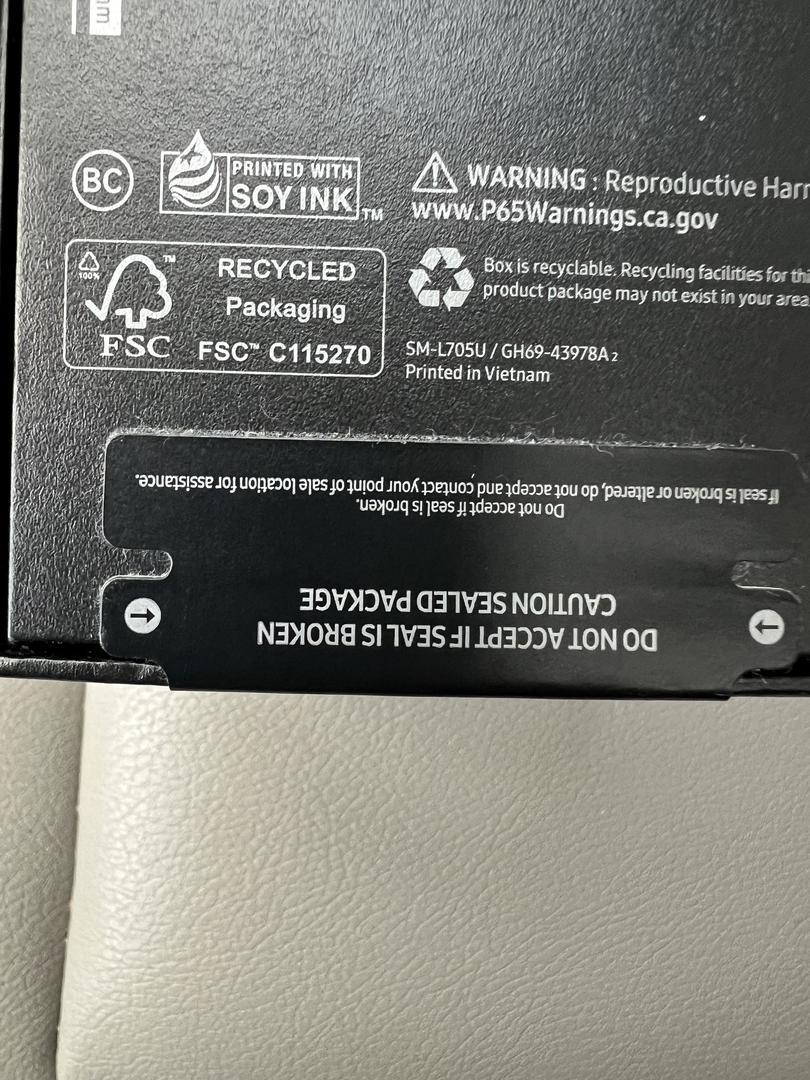 mm
BC
PRINTED WITH
SOY INK
TM
WARNING : Reproductive Harm
www.P65Warnings.ca.gov
100%
TM
FSC
RECYCLED
Packaging
FSC™ C115270
Box is recyclable. Recycling facilities for this
product package may not exist in your area
SM-L705U / GH69-43978A 2
Printed in Vietnam
DO NOT ACCEPT IF SEAL IS BROKEN
CAUTION SEALED PACKAGE
Do not accept if seal is broken.
If seal is broken or altered, do not accept and contact your point of sale location for assistance.